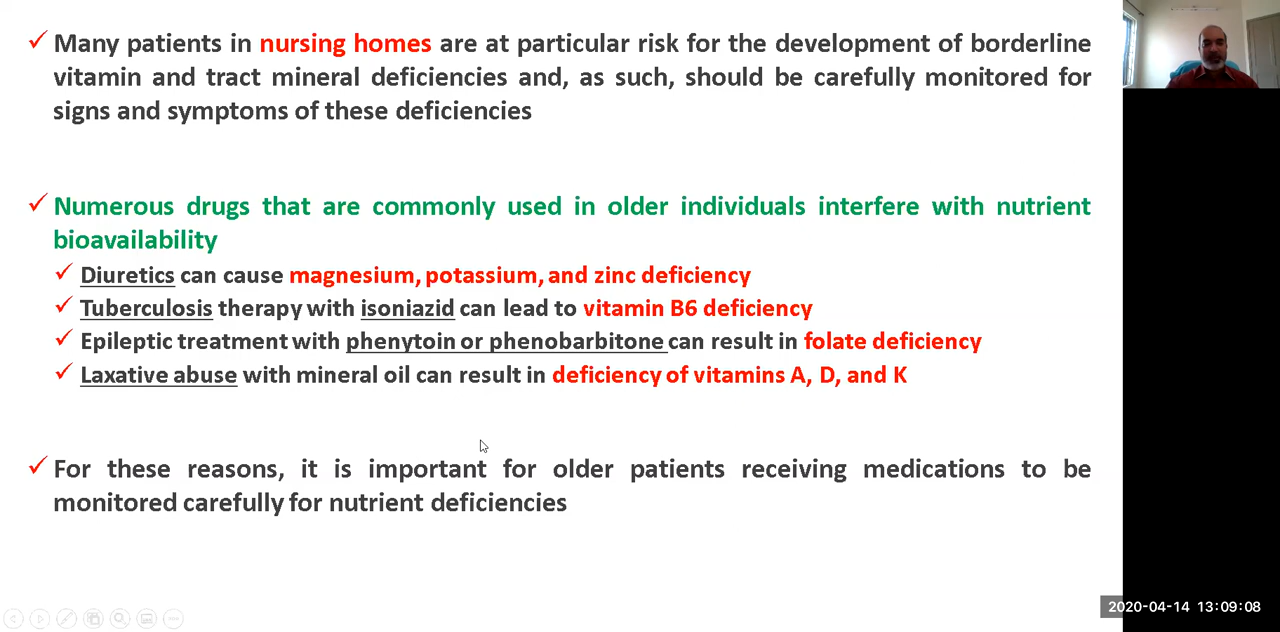 Many patients in nursing homes are at particular risk for the development of borderline
vitamin and tract mineral deficiencies and, as such, should be carefully monitored for
signs and symptoms of these deficiencies
Numerous drugs that are commonly used in older individuals interfere with nutrient
bioavailability
Diuretics can cause magnesium, potassium, and zinc deficiency
Tuberculosis therapy with isoniazid can lead to vitamin B6 deficiency
Epileptic treatment with phenytoin or phenobarbitone can result in folate deficiency
Laxative abuse with mineral oil can result in deficiency of vitamins A, D, and K
For these reasons, it is important for older patients receiving medications to be
monitored carefully for nutrient deficiencies
2020-04-14 13:09:08